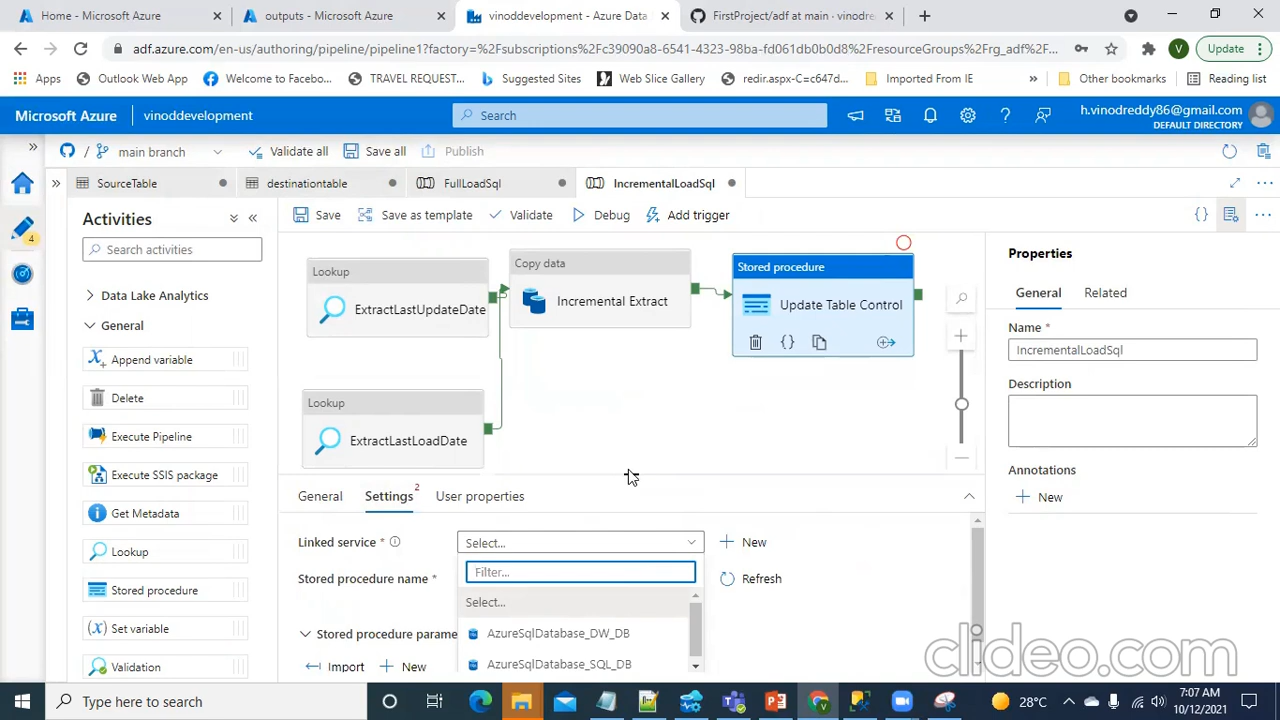 Home - Microsoft Azure
outputs - Microsoft Azure
vinoddevelopment - Azure Data
FirstProject/adf at main · vinodre
adf.azure.com/en-us/authoring/pipeline/pipeline1?factory=%2Fsubscriptions%2Fc39090a8-6541-4323-98ba-fd061db0b0d8%2FresourceGroups%2Frg_adf%2F...
V
Update
Apps
Outlook Web App
Welcome to Facebo...
TRAVEL REQUEST...
Suggested Sites
Web Slice Gallery
redir.aspx-C=c647d...
Imported From IE
»
Other bookmarks
Reading list
Microsoft Azure
vinoddevelopment
Search
h.vinodreddy86@gmail.com
DEFAULT DIRECTORY
/
main branch
Validate all
Save all
Publish
SourceTable
destinationtable
FullLoadSql
IncrementalLoadSql
Activities
Save
Save as template
Validate
Debug
Add trigger
4
Search activities
Data Lake Analytics
General
Append variable
Delete
Execute Pipeline
Execute SSIS package
Get Metadata
Lookup
Stored procedure
Set variable
Validation
Lookup
ExtractLastUpdateDate
Copy data
Incremental Extract
Stored procedure
Update Table Control
Lookup
ExtractLastLoadDate
Properties
General
Related
Name *
IncrementalLoadSql
Description
Annotations
New
General
Settings 2
User properties
Linked service *
Select...
New
Filter...
Stored procedure name *
Refresh
Select...
AzureSqlDatabase_DW_DB
Stored procedure parame
AzureSqlDatabase_SQL_DB
Import
New
clideo.com
Type here to search
28°C
7:07 AM
10/12/2021